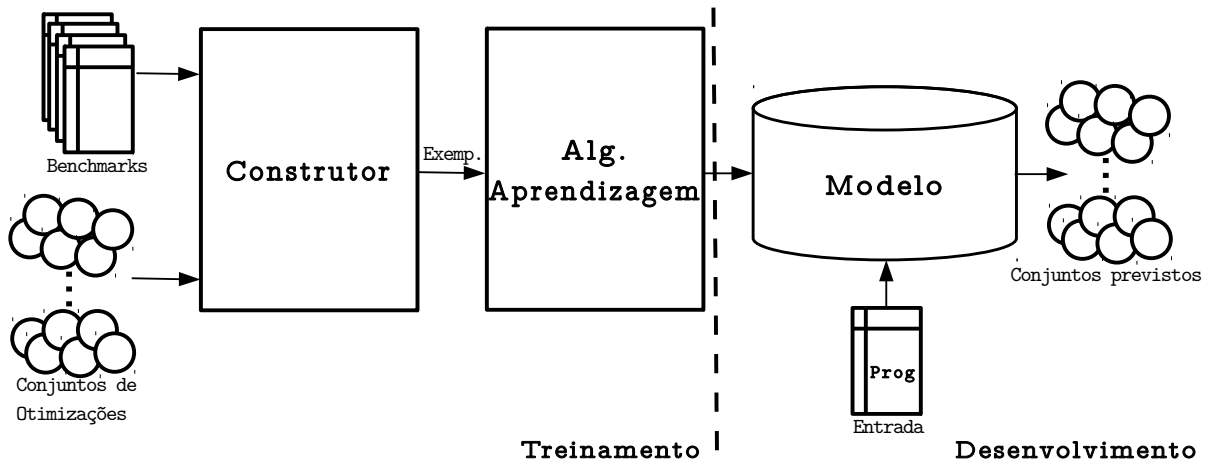 Benchmarks
Conjuntos de
Otimizações
Construtor
Exemp.
Alg.
Aprendizagem
Treinamento
Modelo
Prog
Entrada
Conjuntos previstos
Desenvolvimento